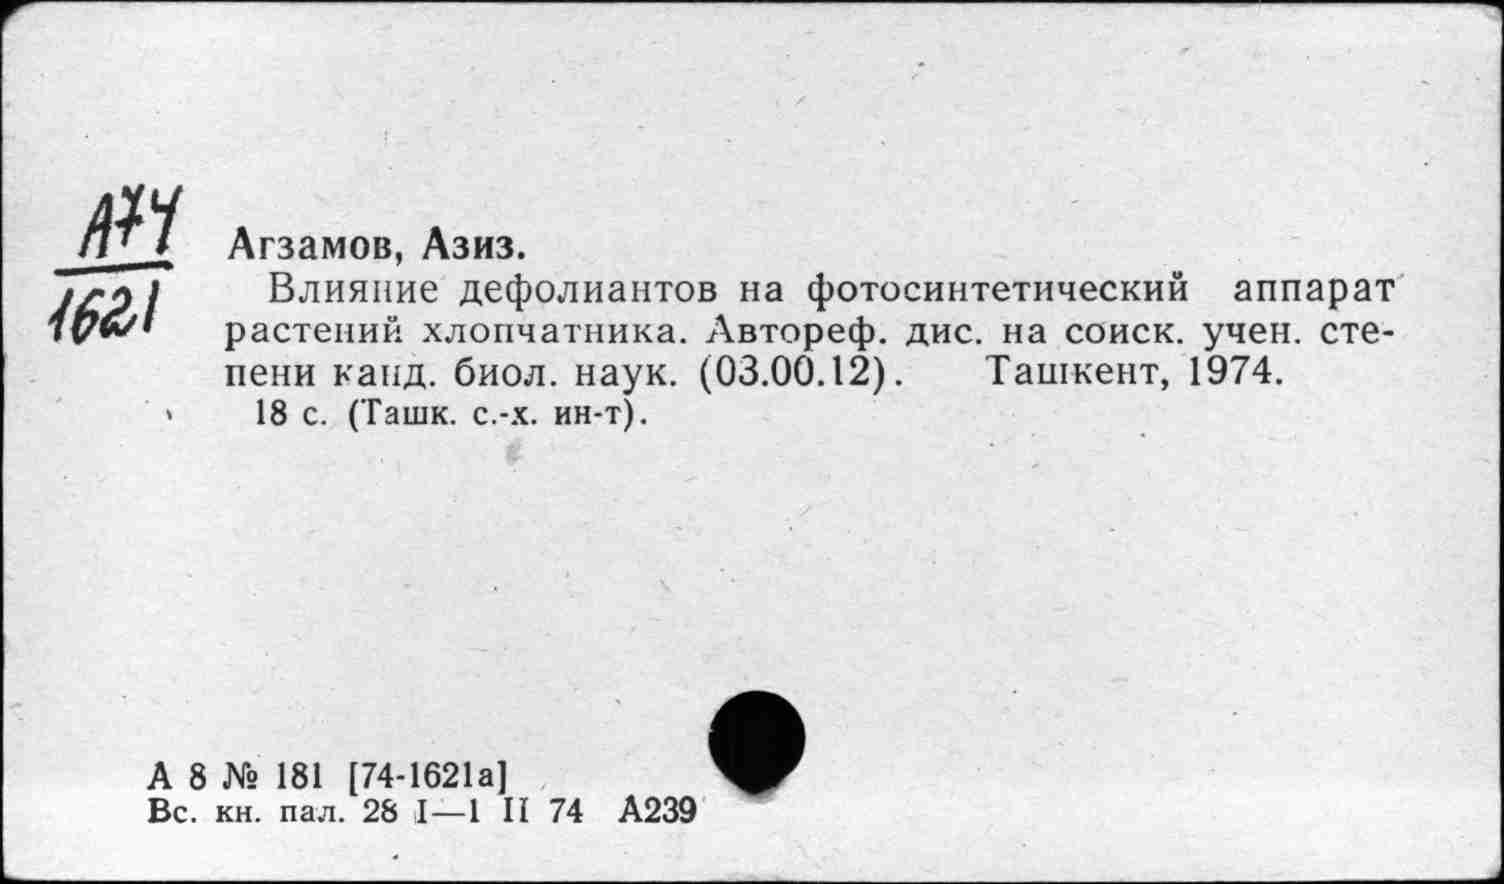 А74
1621
Агзамов, Азиз.
Влияние дефолиантов на фотосинтетический аппарат
растений хлопчатника. Автореф. дис. на соиск. учен. сте-
пени канд. биол. наук. (03.00.12). Ташкент, 1974.
18 с. (Ташк. с.-х. ин-т).
А 8 № 181 [74-1621а]
Вс. кн. пал. 28 I—1 II 74 А239